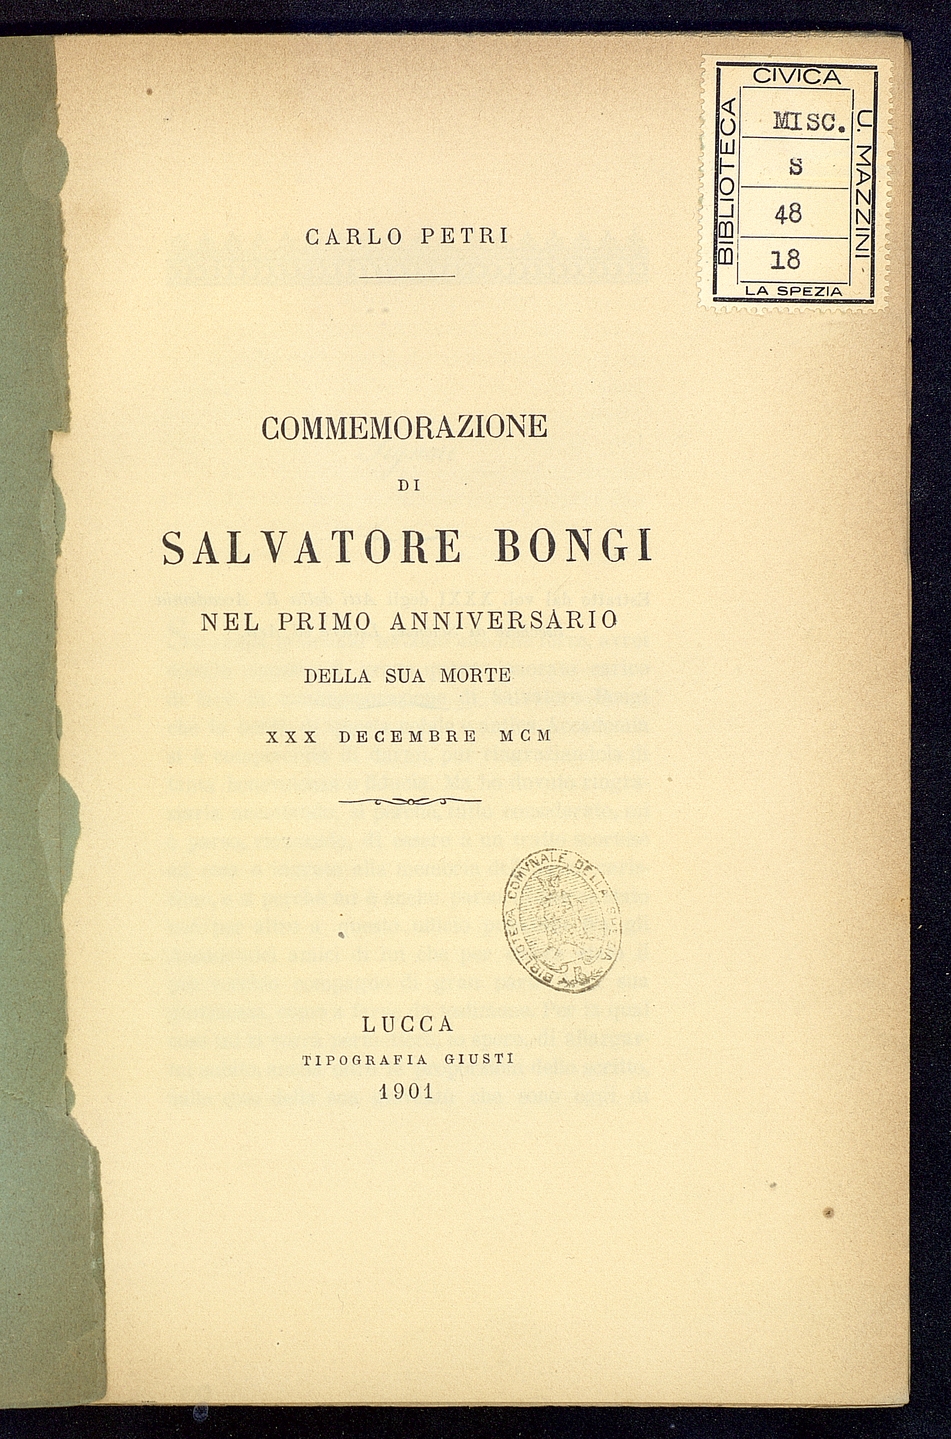 CIVICA
BIBLIOTECA
U. MAZZINI
MISC.
S
48
18
LA SPEZIA
CARLO PETRI
COMMEMORAZIONE
DI
SALVATORE BONGI
NEL PRIMO ANNIVERSARIO
DELLA SUA MORTE
XXX DECEMBRE MCM
BIBLIOTECA COMVNALE DELLA SPEZIA
LUCCA
TIPOGRAFIA GIUSTI
1901